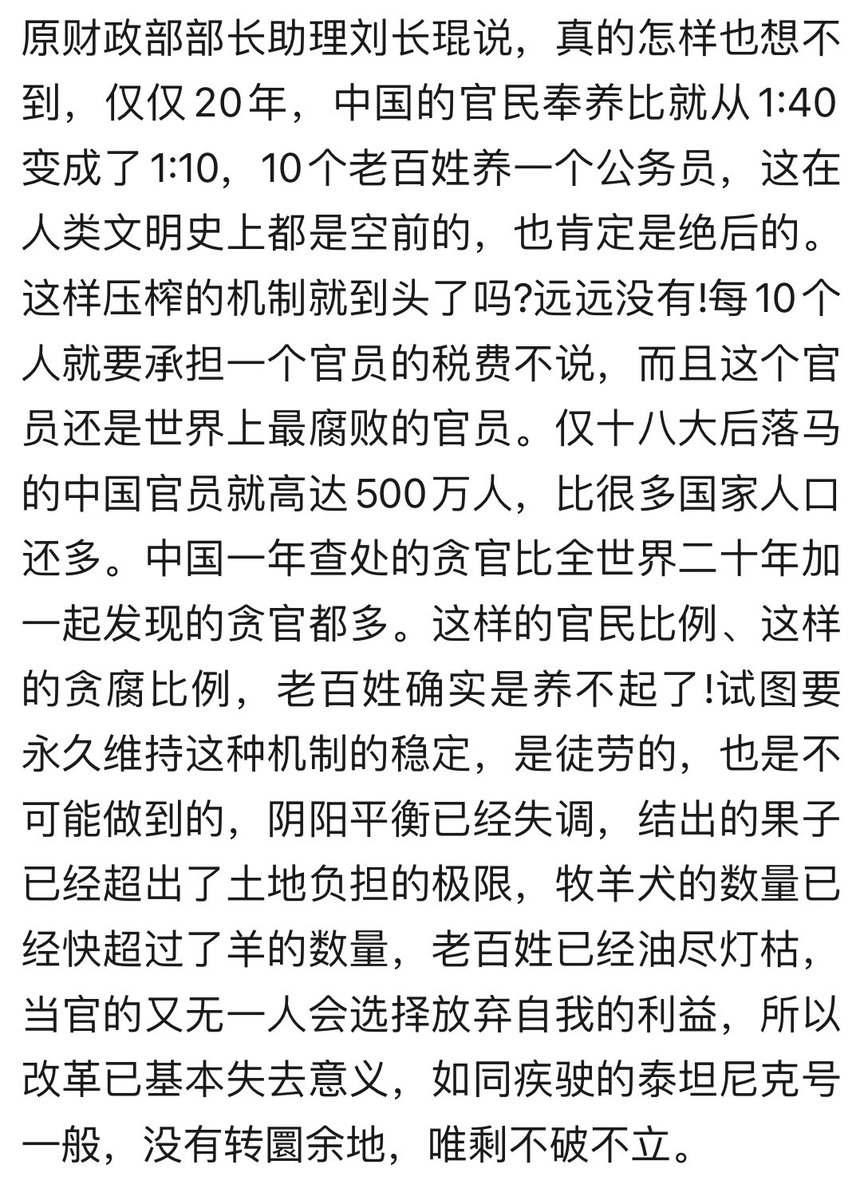 原财政部部长助理刘长琨说，真的怎样也想不
到，仅仅20年，中国的官民奉养比就从1:40
变成了1:10，10个老百姓养一个公务员，这在
人类文明史上都是空前的，也肯定是绝后的。
这样压榨的机制就到头了吗?远远没有!每10个
人就要承担一个官员的税费不说，而且这个官
员还是世界上最腐败的官员。仅十八大后落马
的中国官员就高达500万人，比很多国家人口
还多。中国一年查处的贪官比全世界二十年加
一起发现的贪官都多。这样的官民比例、这样
的贪腐比例，老百姓确实是养不起了!试图要
永久维持这种机制的稳定，是徒劳的，也是不
可能做到的，阴阳平衡已经失调，结出的果子
已经超出了土地负担的极限，牧羊犬的数量已
经快超过了羊的数量，老百姓已经油尽灯枯，
当官的又无一人会选择放弃自我的利益，所以
改革已基本失去意义，如同疾驶的泰坦尼克号
一般，没有转圜余地，唯剩不破不立。